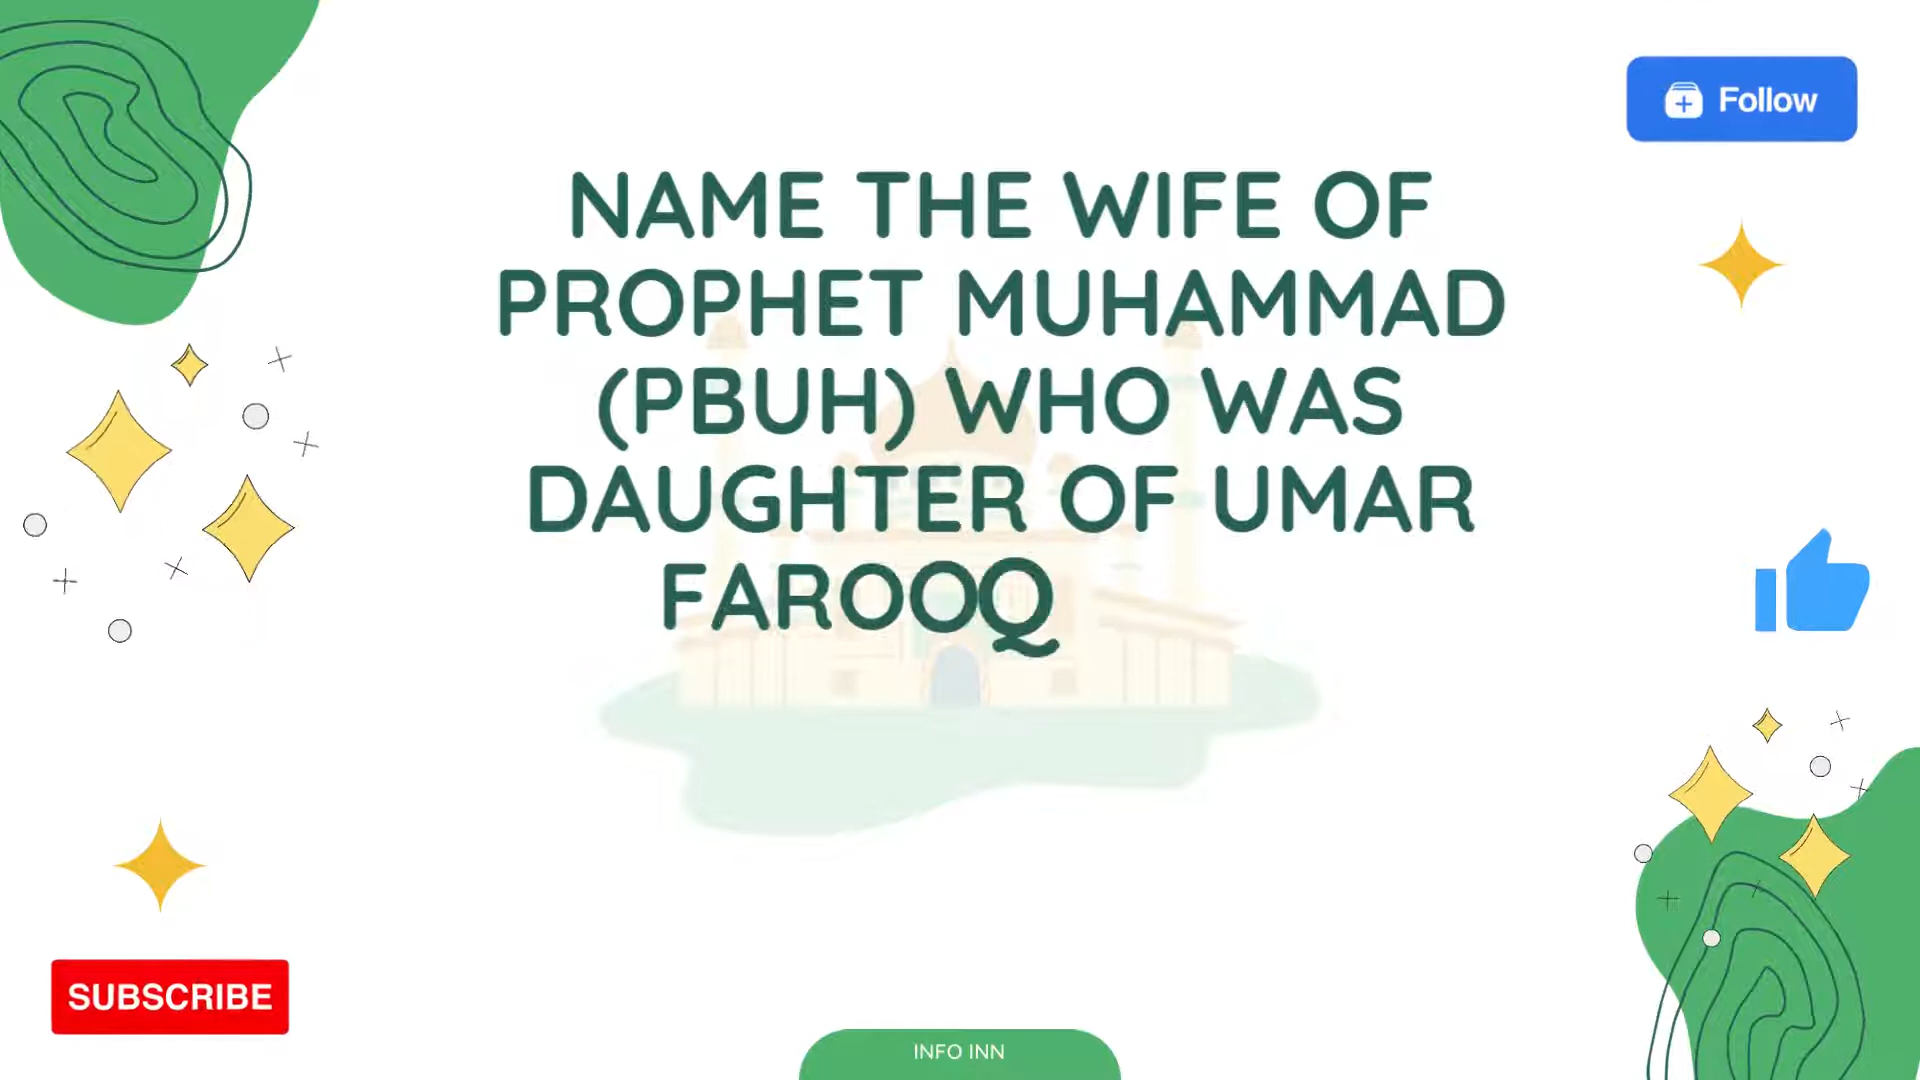 Follow
NAME THE WIFE OF
PROPHET MUHAMMAD
(PBUH) WHO WAS
DAUGHTER OF UMAR
FAROOQ
SUBSCRIBE
INFO INN